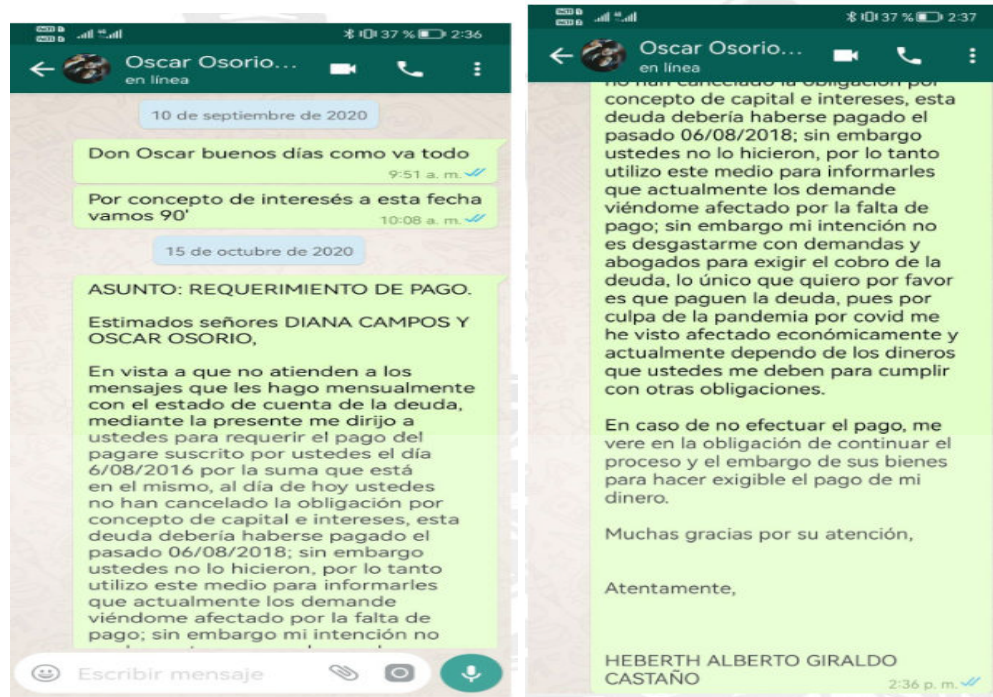 37 % 2:36
Oscar Osorio...
en línea
10 de septiembre de 2020
Don Oscar buenos días como va todo
9:51 a. m.
Por concepto de interesés a esta fecha
vamos 90'
10:08 a. m.
15 de octubre de 2020
ASUNTO: REQUERIMIENTO DE PAGO.
Estimados señores DIANA CAMPOS Y
OSCAR OSORIO,
En vista a que no atienden a los
mensajes que les hago mensualmente
con el estado de cuenta de la deuda,
mediante la presente me dirijo a
ustedes para requerir el pago del
pagare suscrito por ustedes el día
6/08/2016 por la suma que está
en el mismo, al día de hoy ustedes
no han cancelado la obligación por
concepto de capital e intereses, esta
deuda debería haberse pagado el
pasado 06/08/2018; sin embargo
ustedes no lo hicieron, por lo tanto
utilizo este medio para informarles
que actualmente los demande
viéndome afectado por la falta de
pago; sin embargo mi intención no
Escribir mensaje
37 % 2:37
Oscar Osorio...
en línea
no han cancelado la obligación por
concepto de capital e intereses, esta
deuda debería haberse pagado el
pasado 06/08/2018; sin embargo
ustedes no lo hicieron, por lo tanto
utilizo este medio para informarles
que actualmente los demande
viéndome afectado por la falta de
pago; sin embargo mi intención no
es desgastarme con demandas y
abogados para exigir el cobro de la
deuda, lo único que quiero por favor
es que paguen la deuda, pues por
culpa de la pandemia por covid me
he visto afectado económicamente y
actualmente dependo de los dineros
que ustedes me deben para cumplir
con otras obligaciones.
En caso de no efectuar el pago, me
vere en la obligación de continuar el
proceso y el embargo de sus bienes
para hacer exigible el pago de mi
dinero.
Muchas gracias por su atención,
Atentamente,
HEBERTH ALBERTO GIRALDO
CASTAÑO
2:36 p. m.